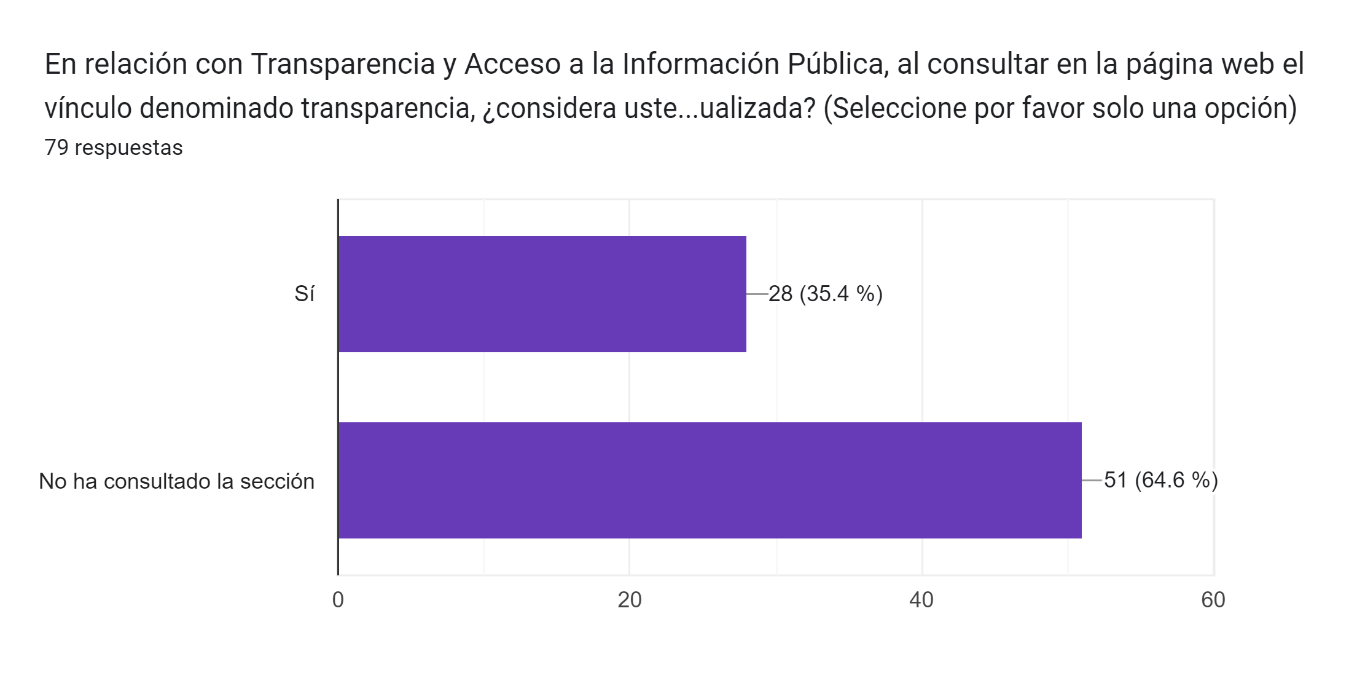 En relación con Transparencia y Acceso a la Información Pública, al consultar en la página web el
vínculo denominado transparencia, ¿considera uste...ualizada? (Seleccione por favor solo una opción)
79 respuestas
Sí
28 (35.4 %)
No ha consultado la sección
51 (64.6 %)
0
20
40
60